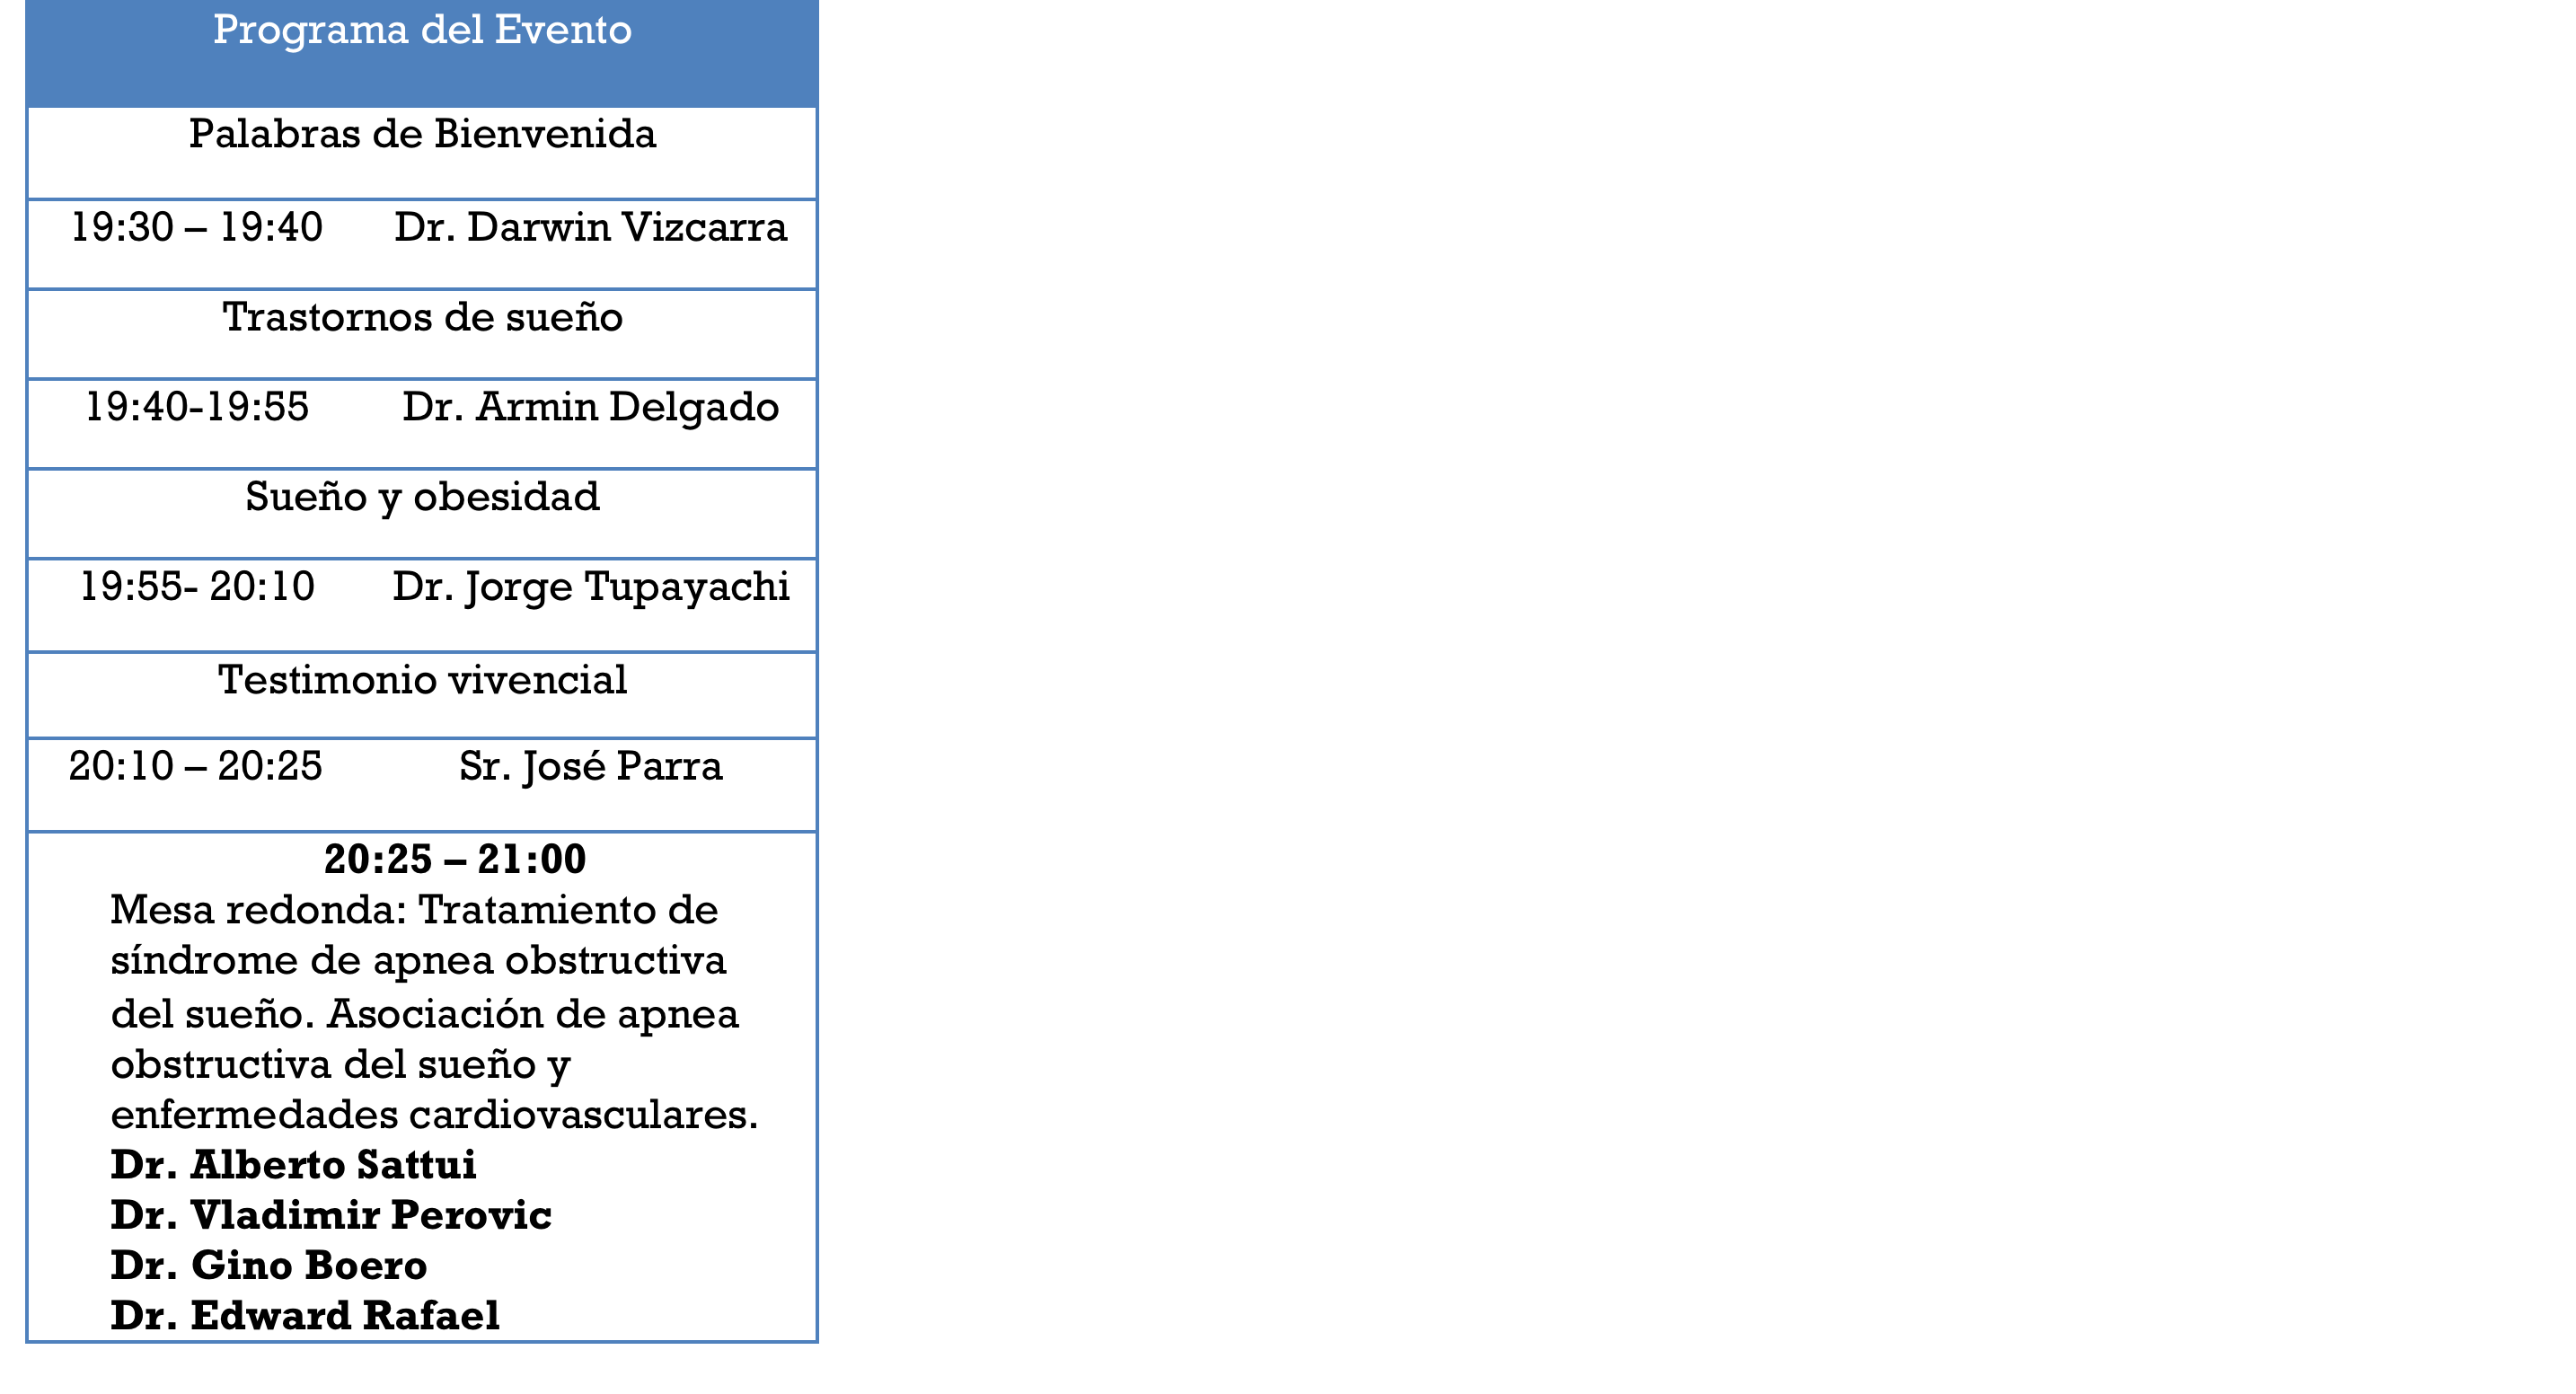 Programa del Evento
Palabras de Bienvenida
19:30 – 19:40 Dr. Darwin Vizcarra
Trastornos de sueño
19:40-19:55 Dr. Armin Delgado
Sueño y obesidad
19:55- 20:10 Dr. Jorge Tupayachi
Testimonio vivencial
20:10 – 20:25 Sr. José Parra
20:25 – 21:00
Mesa redonda: Tratamiento de
síndrome de apnea obstructiva
del sueño. Asociación de apnea
obstructiva del sueño y
enfermedades cardiovasculares.
Dr. Alberto Sattui
Dr. Vladimir Perovic
Dr. Gino Boero
Dr. Edward Rafael